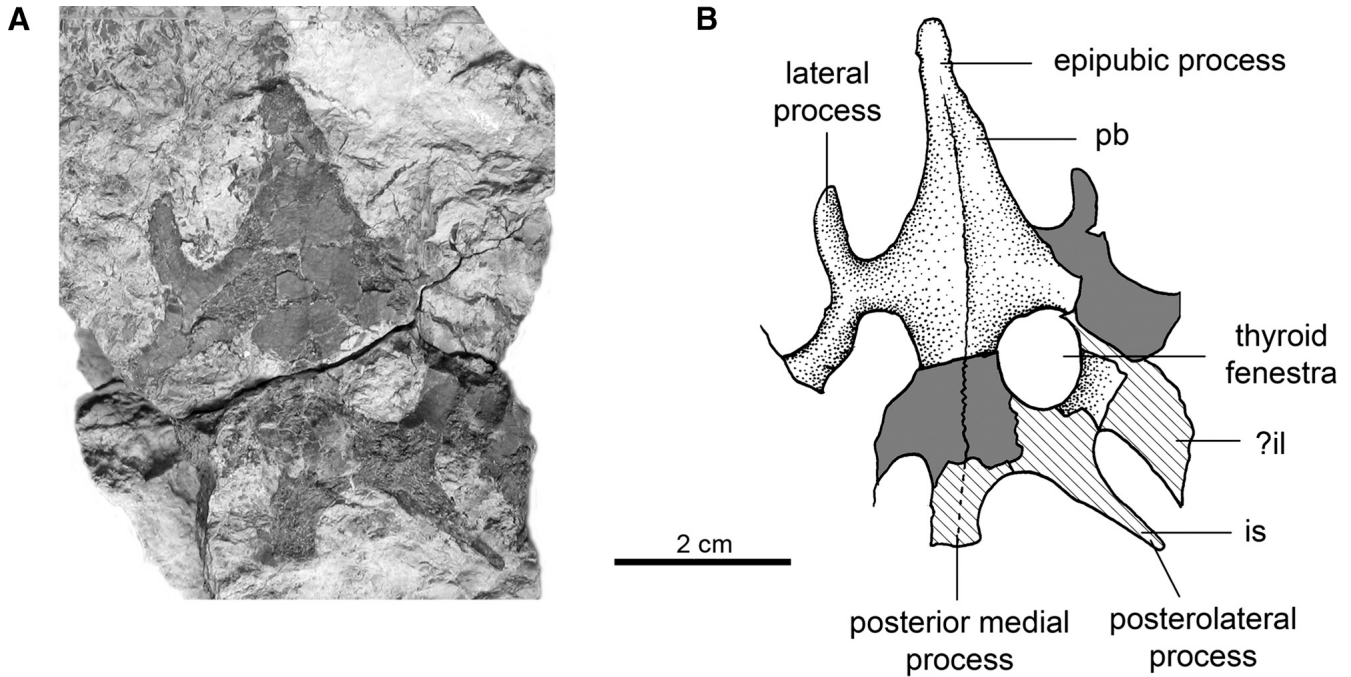 A
B
lateral
process
epipubic process
pb
thyroid
fenestra
?il
is
2 cm
posterior medial
process
posterolateral
process